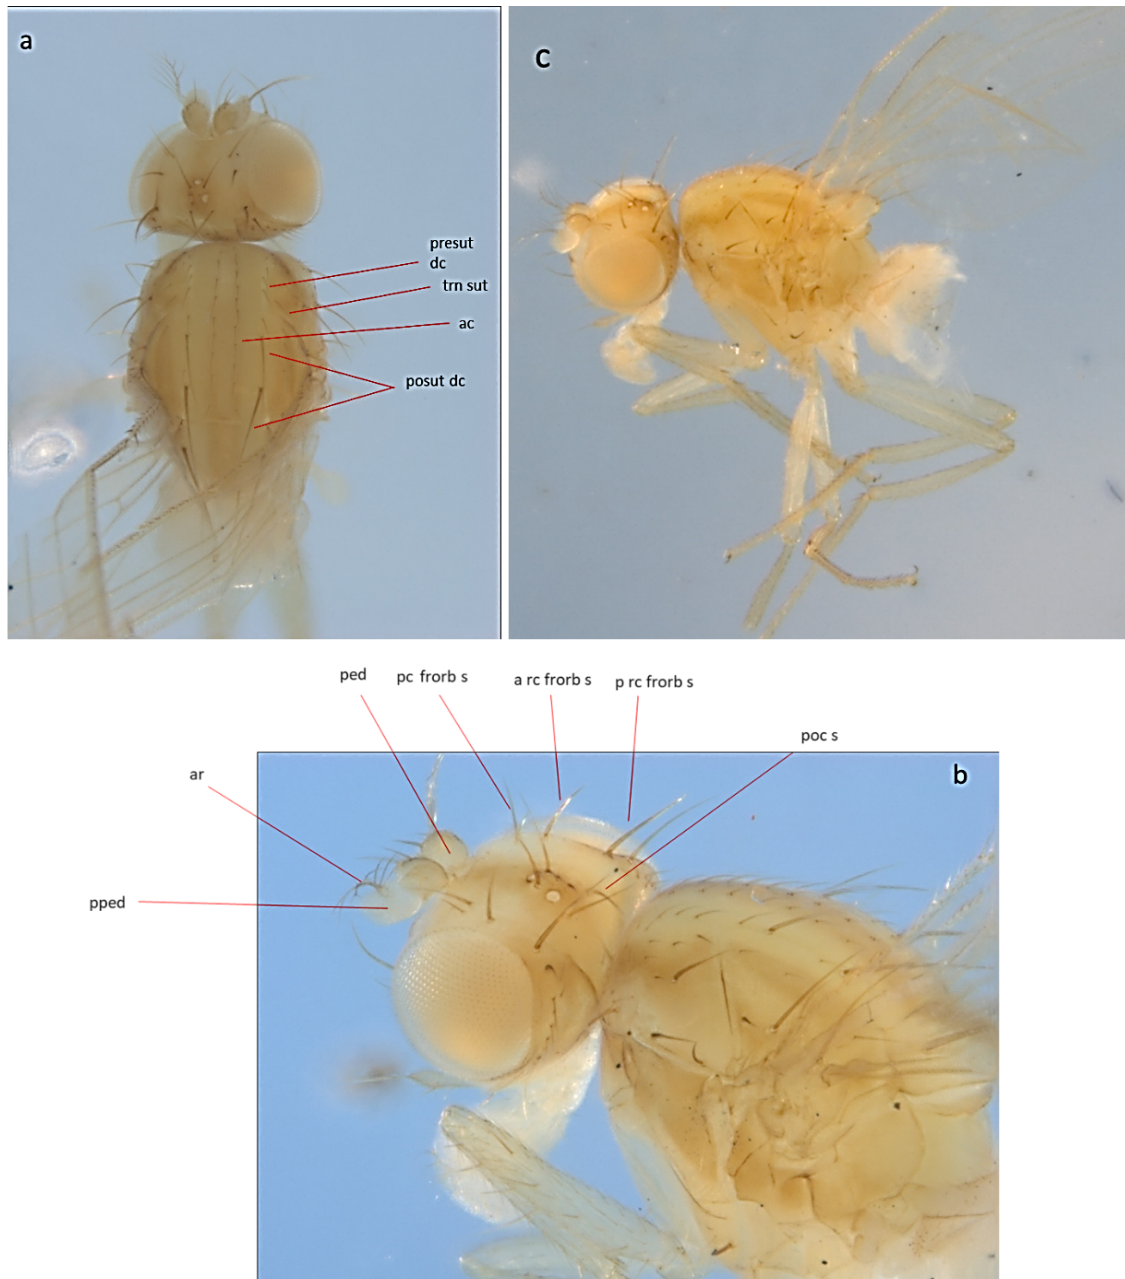 a
c
presut
dc
trn sut
ac
posut dc
ped
pc frorb s
a rc frorb s
p rc frorb s
poc s
ar
b
pped